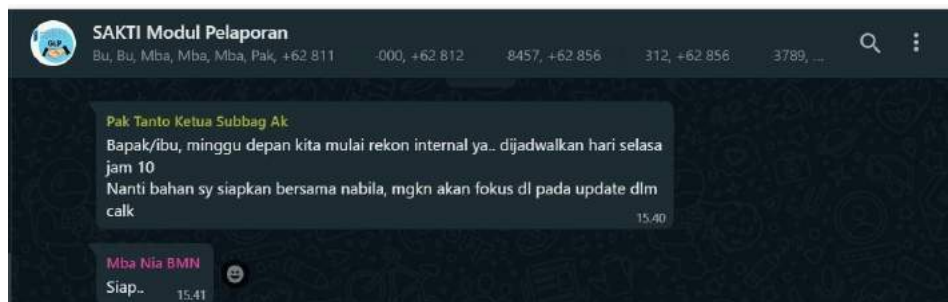 SAKTI Modul Pelaporan
Bu, Bu, Mba, Mba, Mba, Pak, +62 811 -000, +62 812 8457, +62 856 312, +62 856 3789, ...
Pak Tanto Ketua Subbag Ak
Bapak/ibu, minggu depan kita mulai rekon internal ya.. dijadwalkan hari selasa
jam 10
Nanti bahan sy siapkan bersama nabila, mgkn akan fokus dl pada update dlm
calk
15.40
Mba Nia BMN
Siap..
15.41